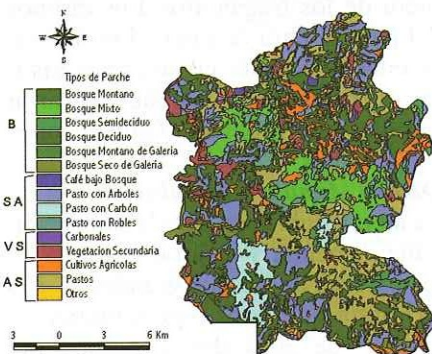 N
W E
S
Tipos de Parche
B
Bosque Montano
Bosque Mixto
Bosque Semideciduo
Bosque Deciduo
Bosque Montano de Galeria
Bosque Seco de Galeria
S A
Café bajo Bosque
Pasto con Arboles
Pasto con Carbón
Pasto con Robles
V S
Carbonales
Vegetacion Secundaria
A S
Cultivos Agricolas
Pastos
Otros
3 0 3 6 Km